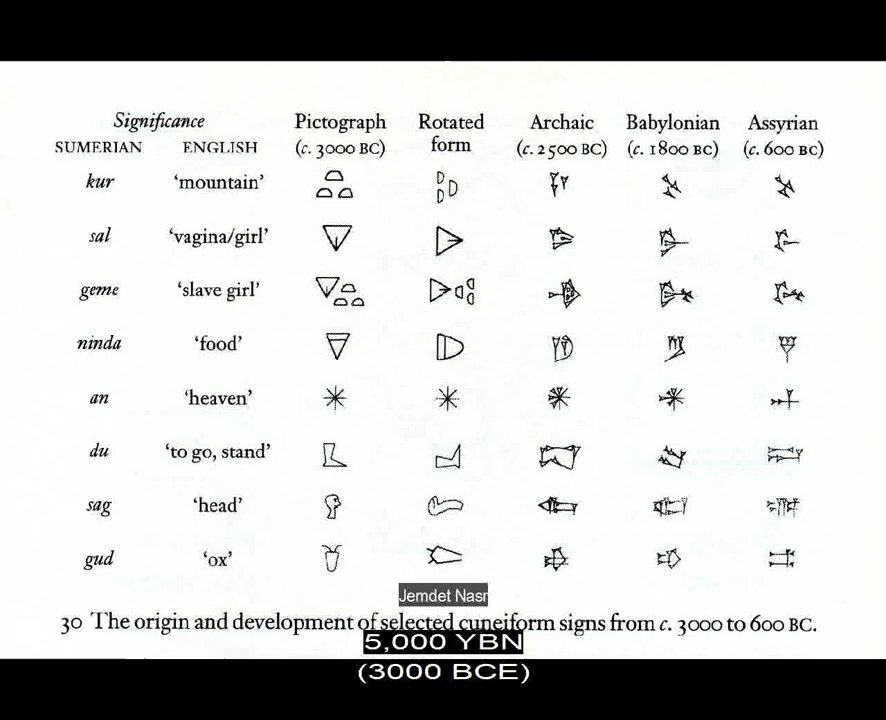 Significance
SUMERIAN ENGLISH Pictograph (c. 3000 BC) Rotated form Archaic (c. 2500 BC) Babylonian (c. 1800 BC) Assyrian (c. 600 BC)
kur 'mountain'
sal 'vagina/girl'
geme 'slave girl'
ninda 'food'
an 'heaven'
du 'to go, stand'
sag 'head'
gud 'ox'
Jemdet Nasr
30 The origin and development of selected cuneiform signs from c. 3000 to 600 BC.
5,000 YBN
(3000 BCE)